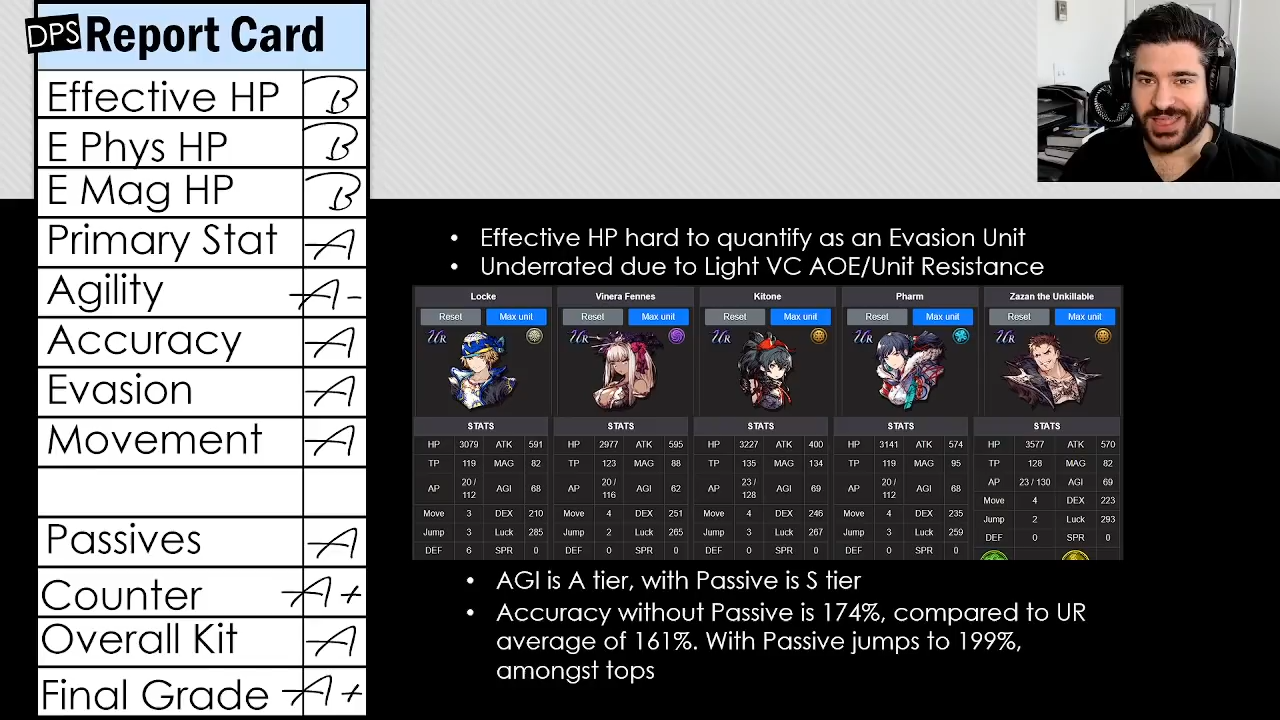 DPS Report Card
Effective HP B
E Phys HP B
E Mag HP B
Primary Stat A
Agility A-
Accuracy A
Evasion A
Movement A
Passives A
Counter A+
Overall Kit A
Final Grade A+
• Effective HP hard to quantify as an Evasion Unit
• Underrated due to Light VC AOE/Unit Resistance
Locke Vinera Fennes Kitone Pharm Zazan the Unkillable
Reset Max unit Reset Max unit Reset Max unit Reset Max unit Reset Max unit
UR UR UR UR UR
STATS STATS STATS STATS STATS
HP 3079 ATK 591 HP 2977 ATK 595 HP 3227 ATK 400 HP 3141 ATK 574 HP 3577 ATK 570
TP 119 MAG 82 TP 123 MAG 88 TP 135 MAG 134 TP 119 MAG 95 TP 128 MAG 82
AP 20 / 112 AGI 68 AP 20 / 116 AGI 62 AP 23 / 128 AGI 69 AP 20 / 112 AGI 68 AP 23 / 130 AGI 69
Move 3 DEX 210 Move 4 DEX 251 Move 4 DEX 246 Move 4 DEX 235 Move 4 DEX 223
Jump 3 Luck 285 Jump 2 Luck 265 Jump 3 Luck 267 Jump 3 Luck 259 Jump 2 Luck 293
DEF 6 SPR 0 DEF 0 SPR 0 DEF 0 SPR 0 DEF 0 SPR 0 DEF 0 SPR 0
• AGI is A tier, with Passive is S tier
• Accuracy without Passive is 174%, compared to UR
average of 161%. With Passive jumps to 199%,
amongst tops